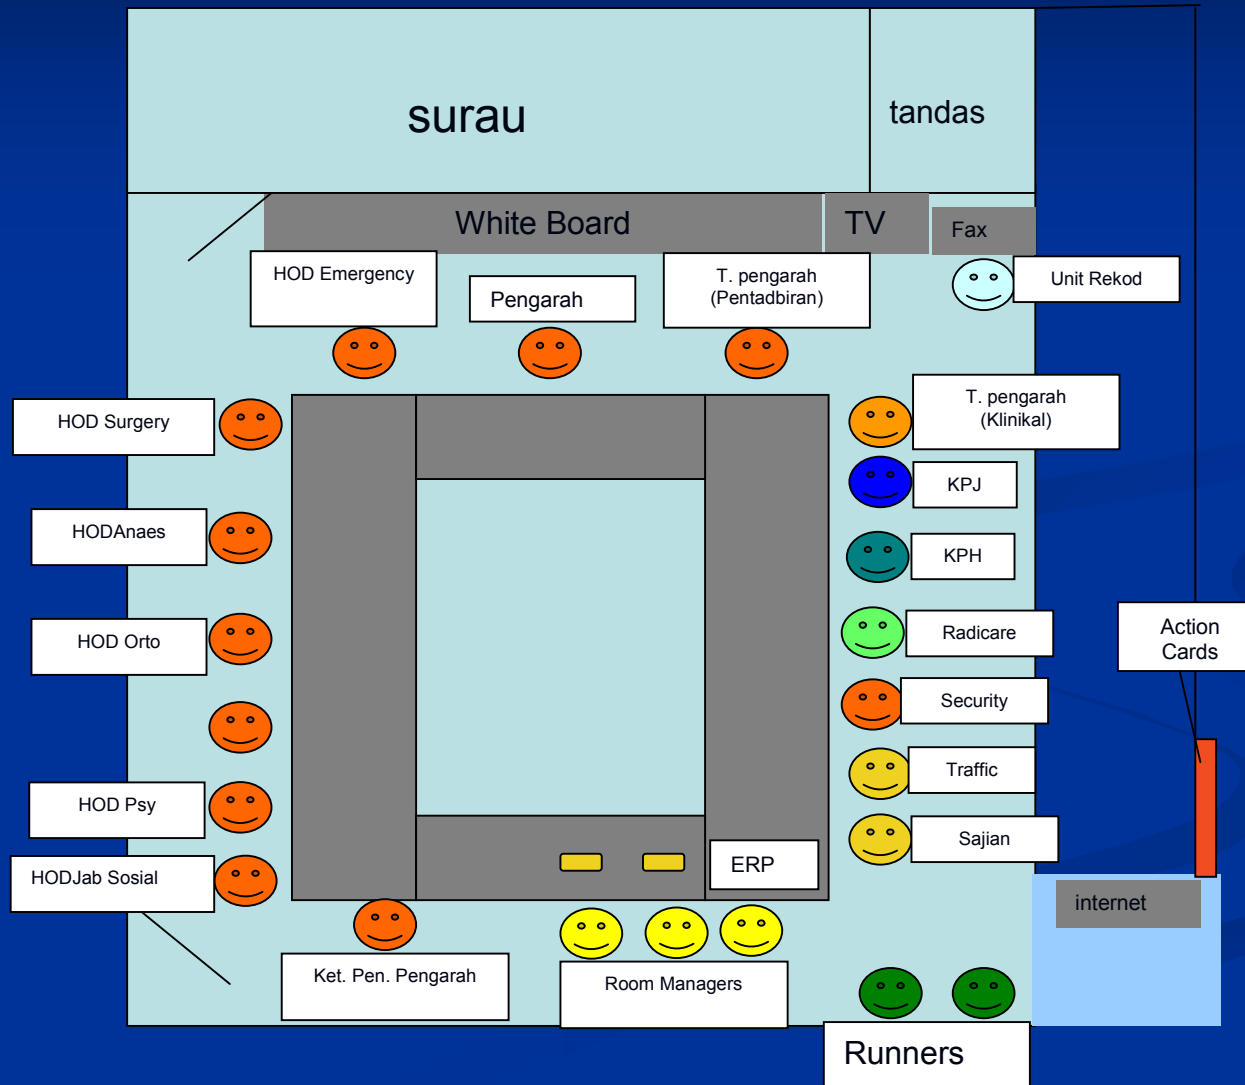 surau
tandas
White Board
TV
Fax
HOD Emergency
Pengarah
T. pengarah
(Pentadbiran)
Unit Rekod
HOD Surgery
T. pengarah
(Klinikal)
KPJ
HODAnaes
KPH
HOD Orto
Radicare
Action
Cards
Security
Traffic
HOD Psy
Sajian
HODJab Sosial
ERP
internet
Ket. Pen. Pengarah
Room Managers
Runners